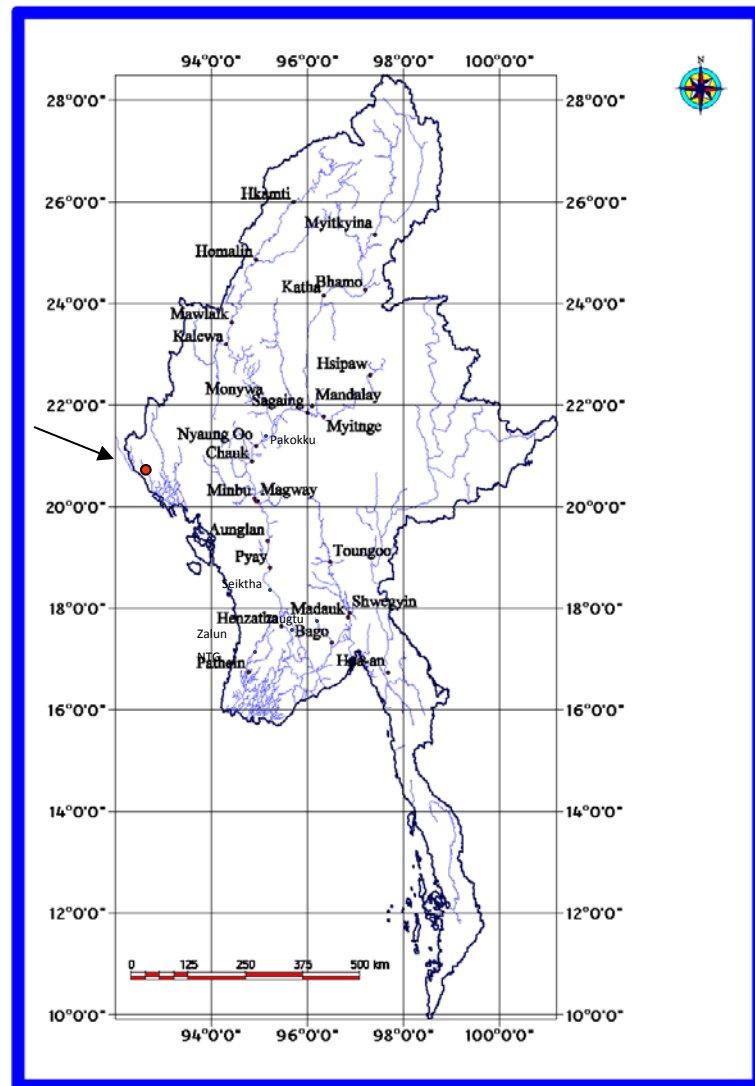 N
94°0'0" 96°0'0" 98°0'0" 100°0'0"
28°0'0" 28°0'0"
26°0'0" Hkamti 26°0'0"
Myitkyina
Homalin
24°0'0" Katha Bhamo 24°0'0"
Mawlaik
Kalewa
Hsipaw
Monywa
Sagaing Mandalay
22°0'0" 22°0'0"
Myitnge
Nyaung Oo Pakokku
Chauk
Minbu Magway
20°0'0" 20°0'0"
Aunglan
Pyay Toungoo
Seiktha
18°0'0" Madauk Shwegyin 18°0'0"
Henzatha
Zalun Bago
NTG
Pathein Hpa-an
16°0'0" 16°0'0"
14°0'0" 14°0'0"
12°0'0" 12°0'0"
0 125 250 375 500 km
10°0'0" 10°0'0"
94°0'0" 96°0'0" 98°0'0" 100°0'0"